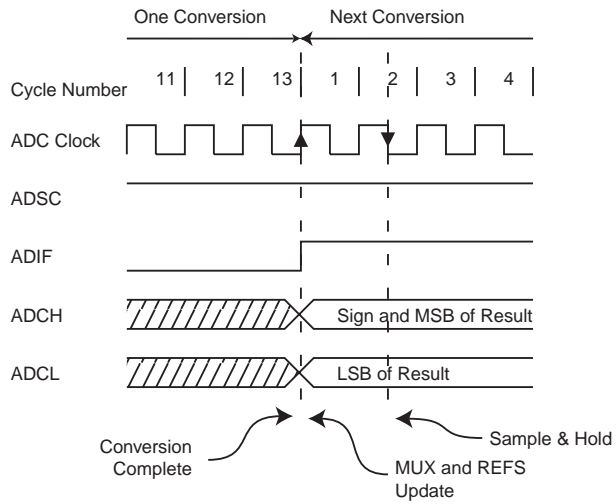 One Conversion
Next Conversion
Cycle Number
11
12
13
1
2
3
4
ADC Clock
ADSC
ADIF
ADCH
Sign and MSB of Result
ADCL
LSB of Result
Conversion
Complete
MUX and REFS
Update
Sample & Hold